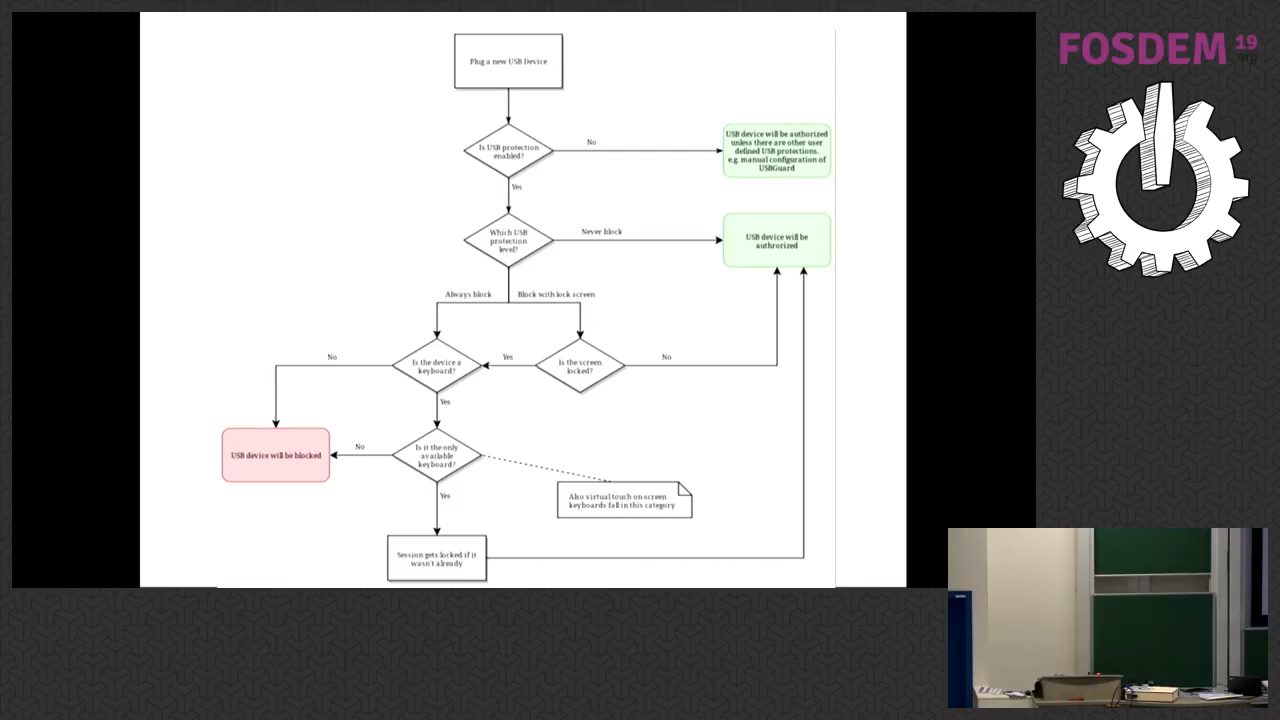 FOSDEM 19
.org
Plug a new USB Device
Is USB protection
enabled?
No
USB device will be authorized
unless there are other user
defined USB protections.
e.g. manual configuration of
USBGuard
Yes
Which USB
protection
level?
Never block
USB device will be
authrorized
Always block
Block with lock screen
Is the device a
keyboard?
Yes
Is the screen
locked?
No
No
Yes
USB device will be blocked
No
Is it the only
available
keyboard?
Also virtual touch on screen
keyboards fall in this category
Yes
Session gets locked if it
wasn't already